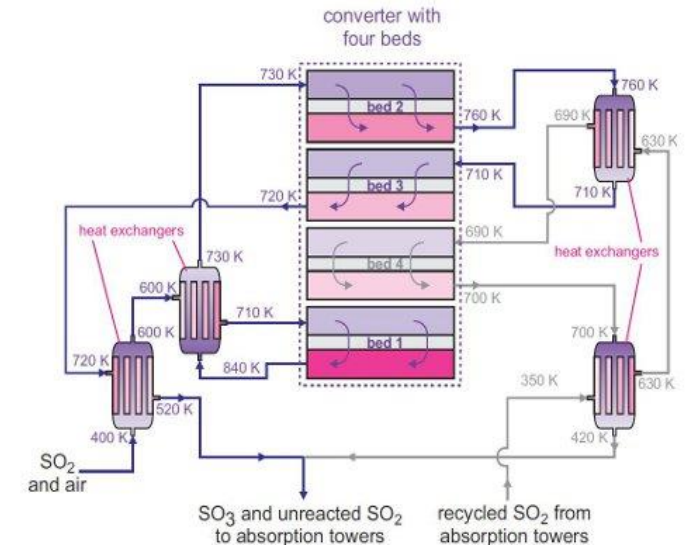 converter with
four beds
730 K
bed 2
760 K
760 K
690 K
630 K
710 K
bed 3
710 K
720 K
heat exchangers
690 K
bed 4
700 K
heat exchangers
730 K
600 K
710 K
bed 1
600 K
840 K
720 K
700 K
350 K
630 K
520 K
400 K
420 K
SO2
and air
SO3 and unreacted SO2
to absorption towers
recycled SO2 from
absorption towers